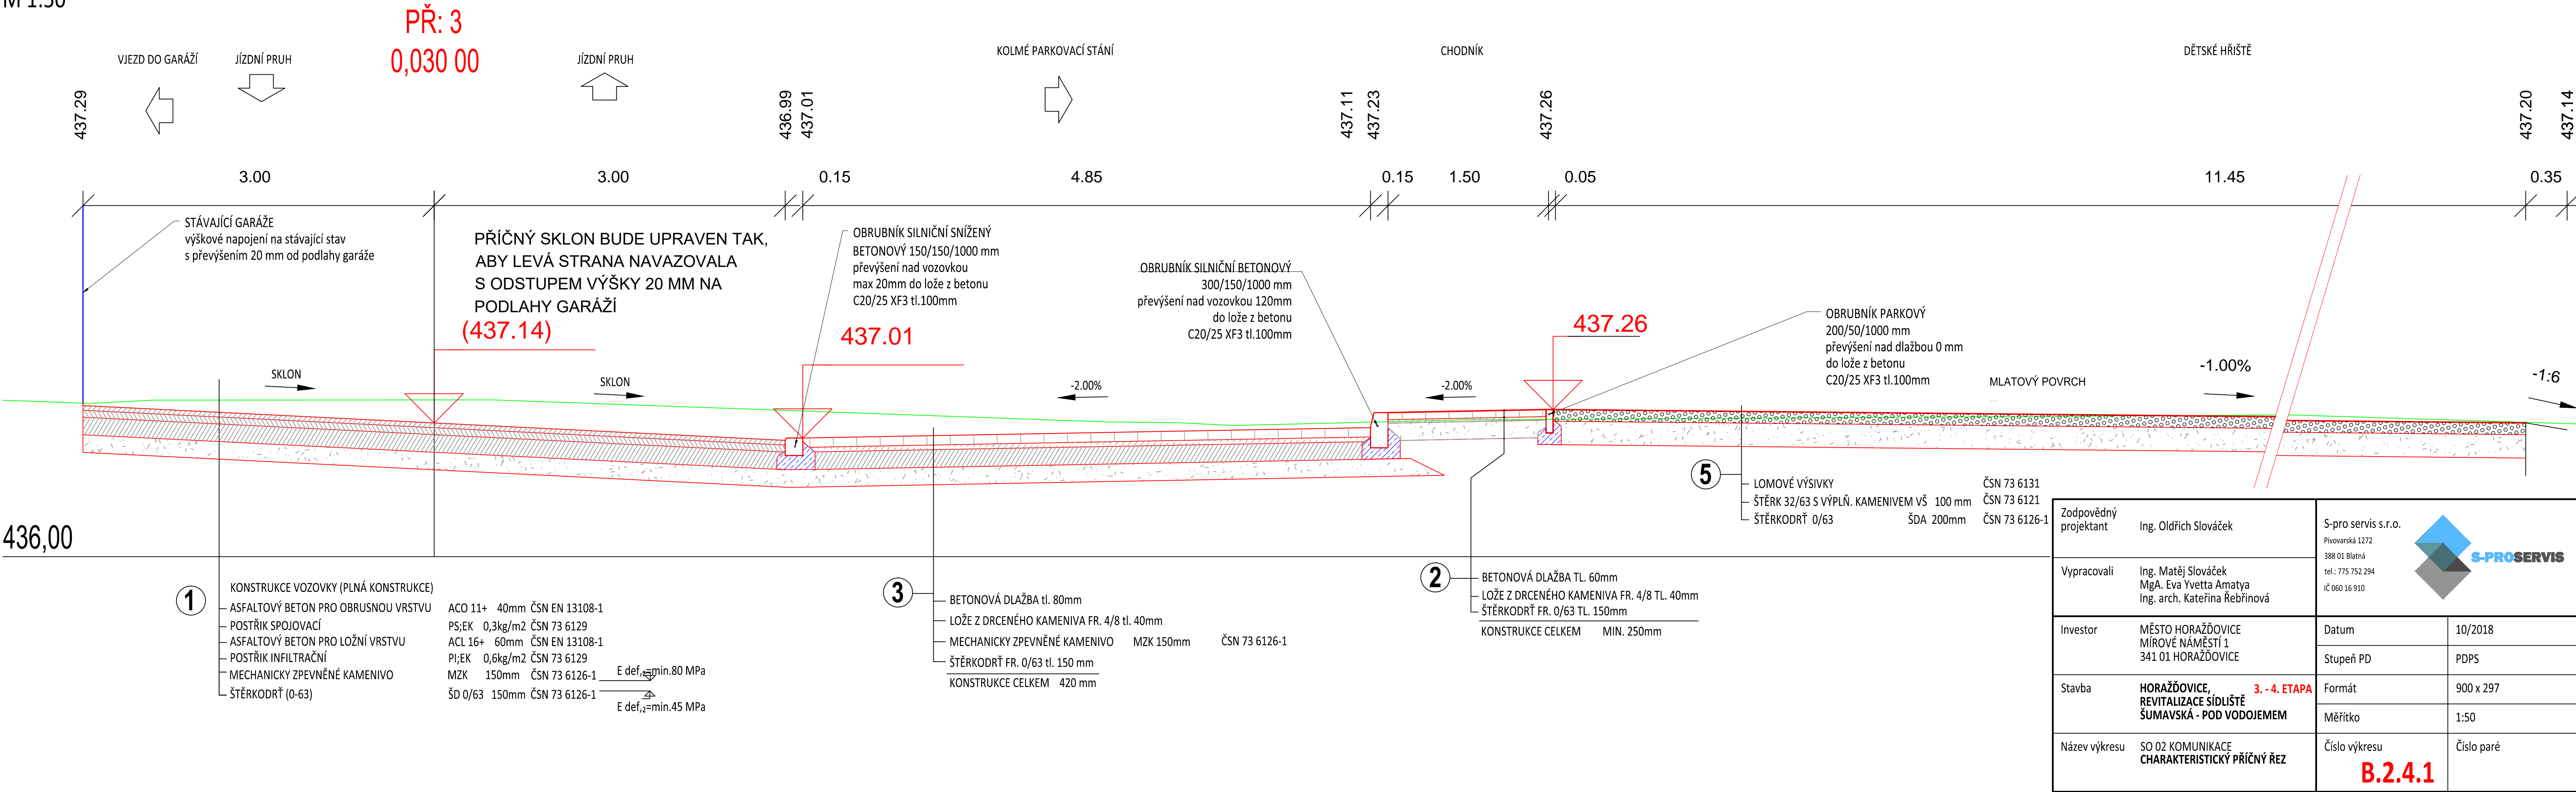 M 1:50
PŘ: 3
0,030 00
VJEZD DO GARÁŽÍ
JÍZDNÍ PRUH
JÍZDNÍ PRUH
KOLMÉ PARKOVACÍ STÁNÍ
CHODNÍK
DĚTSKÉ HŘIŠTĚ
437.29
436.99
437.01
437.11
437.23
437.26
437.20
437.14
3.00
3.00
0.15
4.85
0.15
1.50
0.05
11.45
0.35
STÁVAJÍCÍ GARÁŽE
výškové napojení na stávající stav
s převýšením 20 mm od podlahy garáže
PŘÍČNÝ SKLON BUDE UPRAVEN TAK,
ABY LEVÁ STRANA NAVAZOVALA
S ODSTUPEM VÝŠKY 20 MM NA
PODLAHY GARÁŽÍ
(437.14)
OBRUBNÍK SILNIČNÍ SNÍŽENÝ
BETONOVÝ 150/150/1000 mm
převýšení nad vozovkou
max 20mm do lože z betonu
C20/25 XF3 tl.100mm
437.01
OBRUBNÍK SILNIČNÍ BETONOVÝ
300/150/1000 mm
převýšení nad vozovkou 120mm
do lože z betonu
C20/25 XF3 tl.100mm
437.26
OBRUBNÍK PARKOVÝ
200/50/1000 mm
převýšení nad dlažbou 0 mm
do lože z betonu
C20/25 XF3 tl.100mm
SKLON
SKLON
-2.00%
-2.00%
MLATOVÝ POVRCH
-1.00%
-1:6
436,00
1
KONSTRUKCE VOZOVKY (PLNÁ KONSTRUKCE)
ASFALTOVÝ BETON PRO OBRUSNOU VRSTVU ACO 11+ 40mm ČSN EN 13108-1
POSTŘIK SPOJOVACÍ PS;EK 0,3kg/m2 ČSN 73 6129
ASFALTOVÝ BETON PRO LOŽNÍ VRSTVU ACL 16+ 60mm ČSN EN 13108-1
POSTŘIK INFILTRAČNÍ PI;EK 0,6kg/m2 ČSN 73 6129
MECHANICKY ZPEVNĚNÉ KAMENIVO MZK 150mm ČSN 73 6126-1
ŠTĚRKODRŤ (0-63) ŠD 0/63 150mm ČSN 73 6126-1
E def,₂=min.80 MPa
E def,₂=min.45 MPa
3
BETONOVÁ DLAŽBA tl. 80mm
LOŽE Z DRCENÉHO KAMENIVA FR. 4/8 tl. 40mm
MECHANICKY ZPEVNĚNÉ KAMENIVO MZK 150mm ČSN 73 6126-1
ŠTĚRKODRŤ FR. 0/63 tl. 150 mm
KONSTRUKCE CELKEM 420 mm
2
BETONOVÁ DLAŽBA TL. 60mm
LOŽE Z DRCENÉHO KAMENIVA FR. 4/8 TL. 40mm
ŠTĚRKODRŤ FR. 0/63 TL. 150mm
KONSTRUKCE CELKEM MIN. 250mm
5
LOMOVÉ VÝSIVKY ČSN 73 6131
ŠTĚRK 32/63 S VÝPLŇ. KAMENIVEM VŠ 100 mm ČSN 73 6121
ŠTĚRKODRŤ 0/63 ŠDA 200mm ČSN 73 6126-1
Zodpovědný
projektant
Ing. Oldřich Slováček
Vypracovali
Ing. Matěj Slováček
MgA. Eva Yvetta Amatya
Ing. arch. Kateřina Řebřinová
S-pro servis s.r.o.
Pivovarská 1272
388 01 Blatná
tel.: 775 752 294
IČ 060 16 910
S-PROSERVIS
Investor
MĚSTO HORAŽĎOVICE
MÍROVÉ NÁMĚSTÍ 1
341 01 HORAŽĎOVICE
Datum 10/2018
Stupeň PD PDPS
Stavba
HORAŽĎOVICE, 3. - 4. ETAPA
REVITALIZACE SÍDLIŠTĚ
ŠUMAVSKÁ - POD VODOJEMEM
Formát 900 x 297
Měřítko 1:50
Název výkresu
SO 02 KOMUNIKACE
CHARAKTERISTICKÝ PŘÍČNÝ ŘEZ
Číslo výkresu
B.2.4.1
Číslo paré